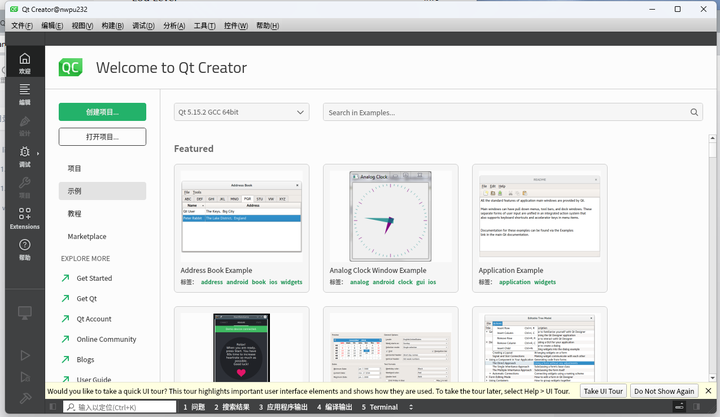 Qt Creator@nwpu232
文件(F) 编辑(E) 视图(V) 构建(B) 调试(D) 分析(A) 工具(T) 控件(W) 帮助(H)
欢迎
编辑
设计
调试
项目
Extensions
帮助
QC
Welcome to Qt Creator
创建项目...
打开项目...
项目
示例
教程
Marketplace
EXPLORE MORE
Get Started
Get Qt
Qt Account
Online Community
Blogs
User Guide
Qt 5.15.2 GCC 64bit
Search in Examples...
Featured
Address Book
File Tools
Name Address
Analog Clock
Address Book Example
标签: address android book ios widgets
Analog Clock Window Example
标签: analog android clock gui ios
Application Example
标签: application widgets
Would you like to take a quick UI tour? This tour highlights important user interface elements and shows how they are used. To take the tour later, select Help > UI Tour.
Take UI Tour
Do Not Show Again
输入以定位(Ctrl+K)
1 问题 2 搜索结果 3 应用程序输出 4 编译输出 5 Terminal